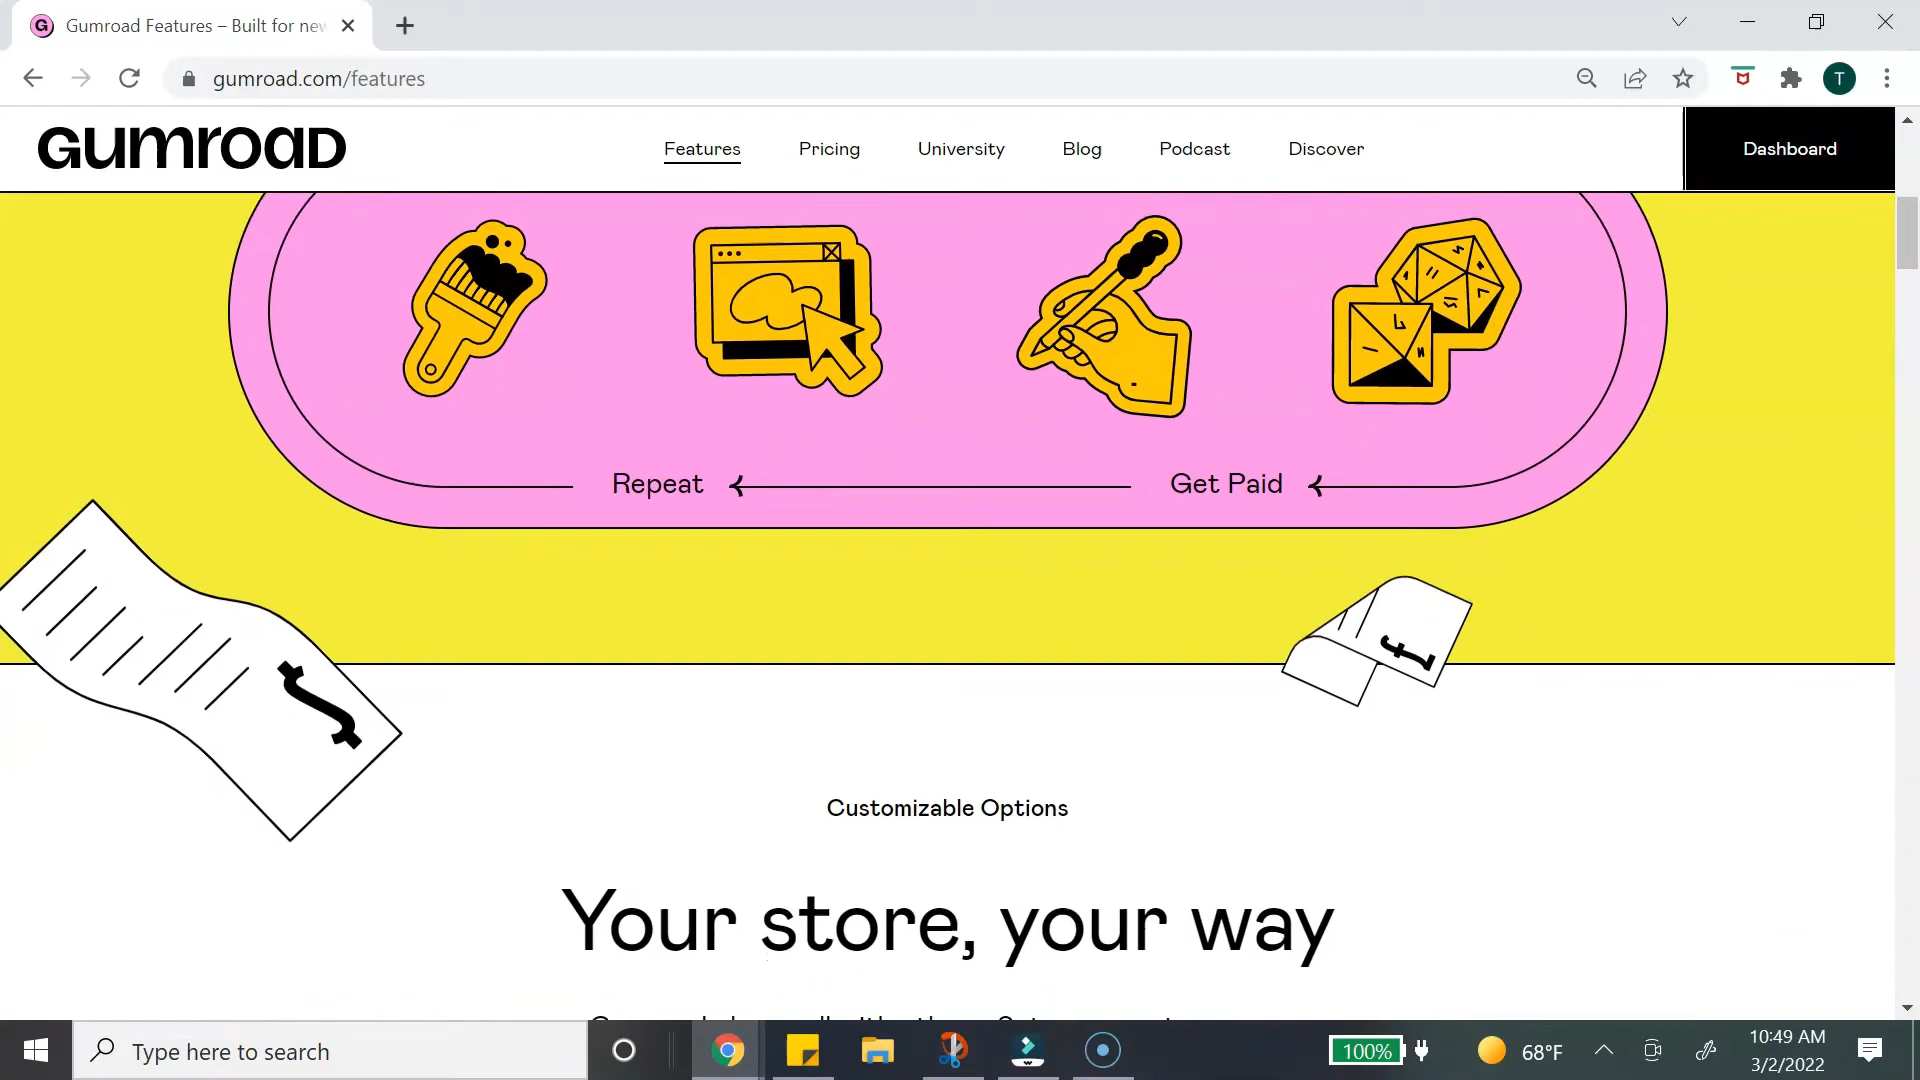 Gumroad Features – Built for new
gumroad.com/features
T
GUMROAD
Features
Pricing
University
Blog
Podcast
Discover
Dashboard
Repeat
Get Paid
Customizable Options
Your store, your way
Type here to search
100%
68°F
10:49 AM
3/2/2022